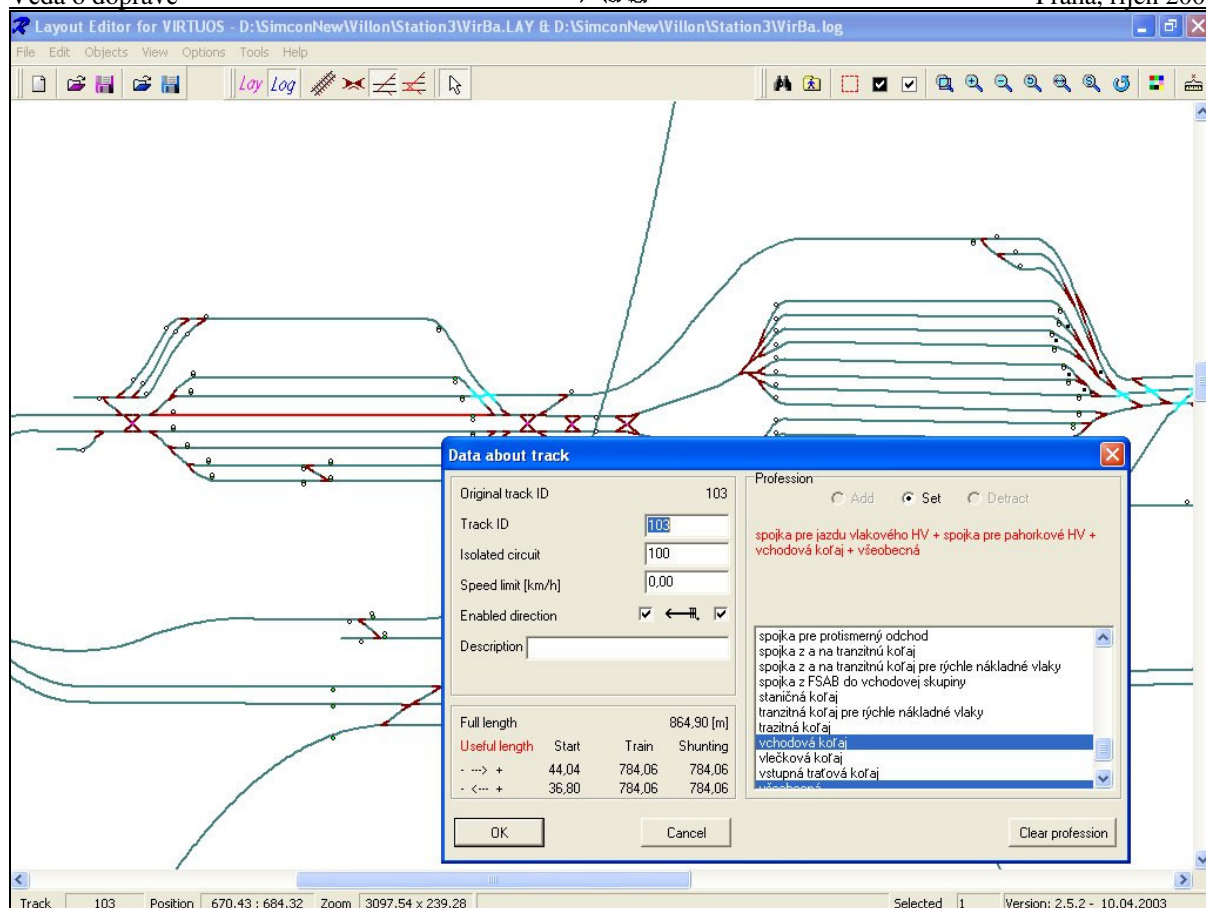 Věda o dopravě
Praha, říjen 200
Layout Editor for VIRTUOS - D:\SimconNew\Villon\Station3\VirBa.LAY & D:\SimconNew\Villon\Station3\VirBa.log
File Edit Objects View Options Tools Help
Lay Log
Data about track
Original track ID 103
Track ID 103
Isolated circuit 100
Speed limit [km/h] 0,00
Enabled direction
Description
Full length 864,90 [m]
Useful length Start Train Shunting
- ---> + 44,04 784,06 784,06
- <--- + 36,80 784,06 784,06
OK Cancel
Profession
Add Set Detract
spojka pre jazdu vlakového HV + spojka pre pahorkové HV +
vchodová koľaj + všeobecná
spojka pre protismerný odchod
spojka z a na tranzitnú koľaj
spojka z a na tranzitnú koľaj pre rýchle nákladné vlaky
spojka z FSAB do vchodovej skupiny
staničná koľaj
tranzitná koľaj pre rýchle nákladné vlaky
trazitná koľaj
vchodová koľaj
vlečková koľaj
vstupná traťová koľaj
všeobecná
Clear profession
Track 103 Position 670.43 : 684.32 Zoom 3097.54 x 239.28 Selected 1 Version: 2.5.2 - 10.04.2003